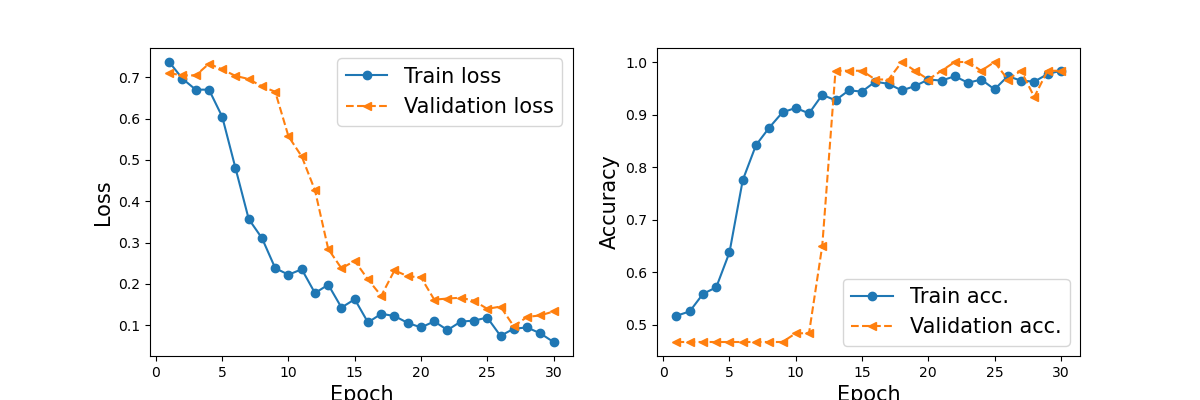 Train loss
Validation loss
0.7
0.6
0.5
0.4
0.3
0.2
0.1
Loss
0 5 10 15 20 25 30
Epoch
1.0
0.9
0.8
0.7
0.6
0.5
Accuracy
Train acc.
Validation acc.
0 5 10 15 20 25 30
Epoch